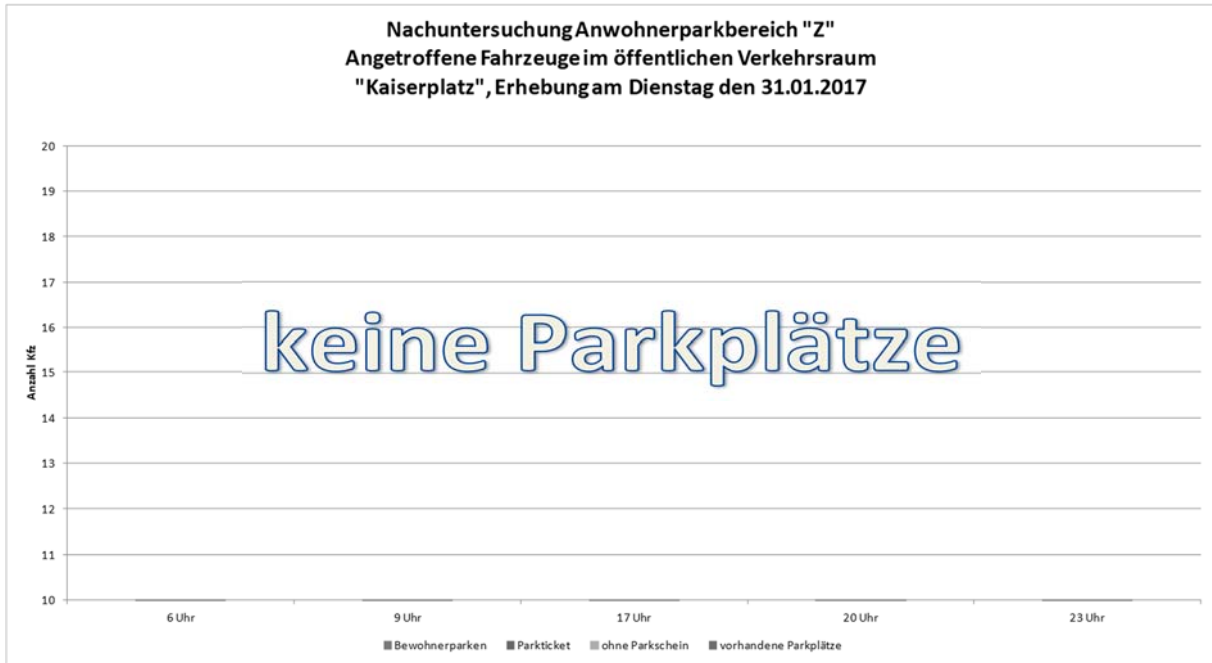 Nachuntersuchung Anwohnerparkbereich "Z"
Angetroffene Fahrzeuge im öffentlichen Verkehrsraum
"Kaiserplatz", Erhebung am Dienstag den 31.01.2017
Anzahl Kfz
20
19
18
17
16
15
14
13
12
11
10
keine Parkplätze
6 Uhr 9 Uhr 17 Uhr 20 Uhr 23 Uhr
Bewohnerparken Parkticket ohne Parkschein vorhandene Parkplätze